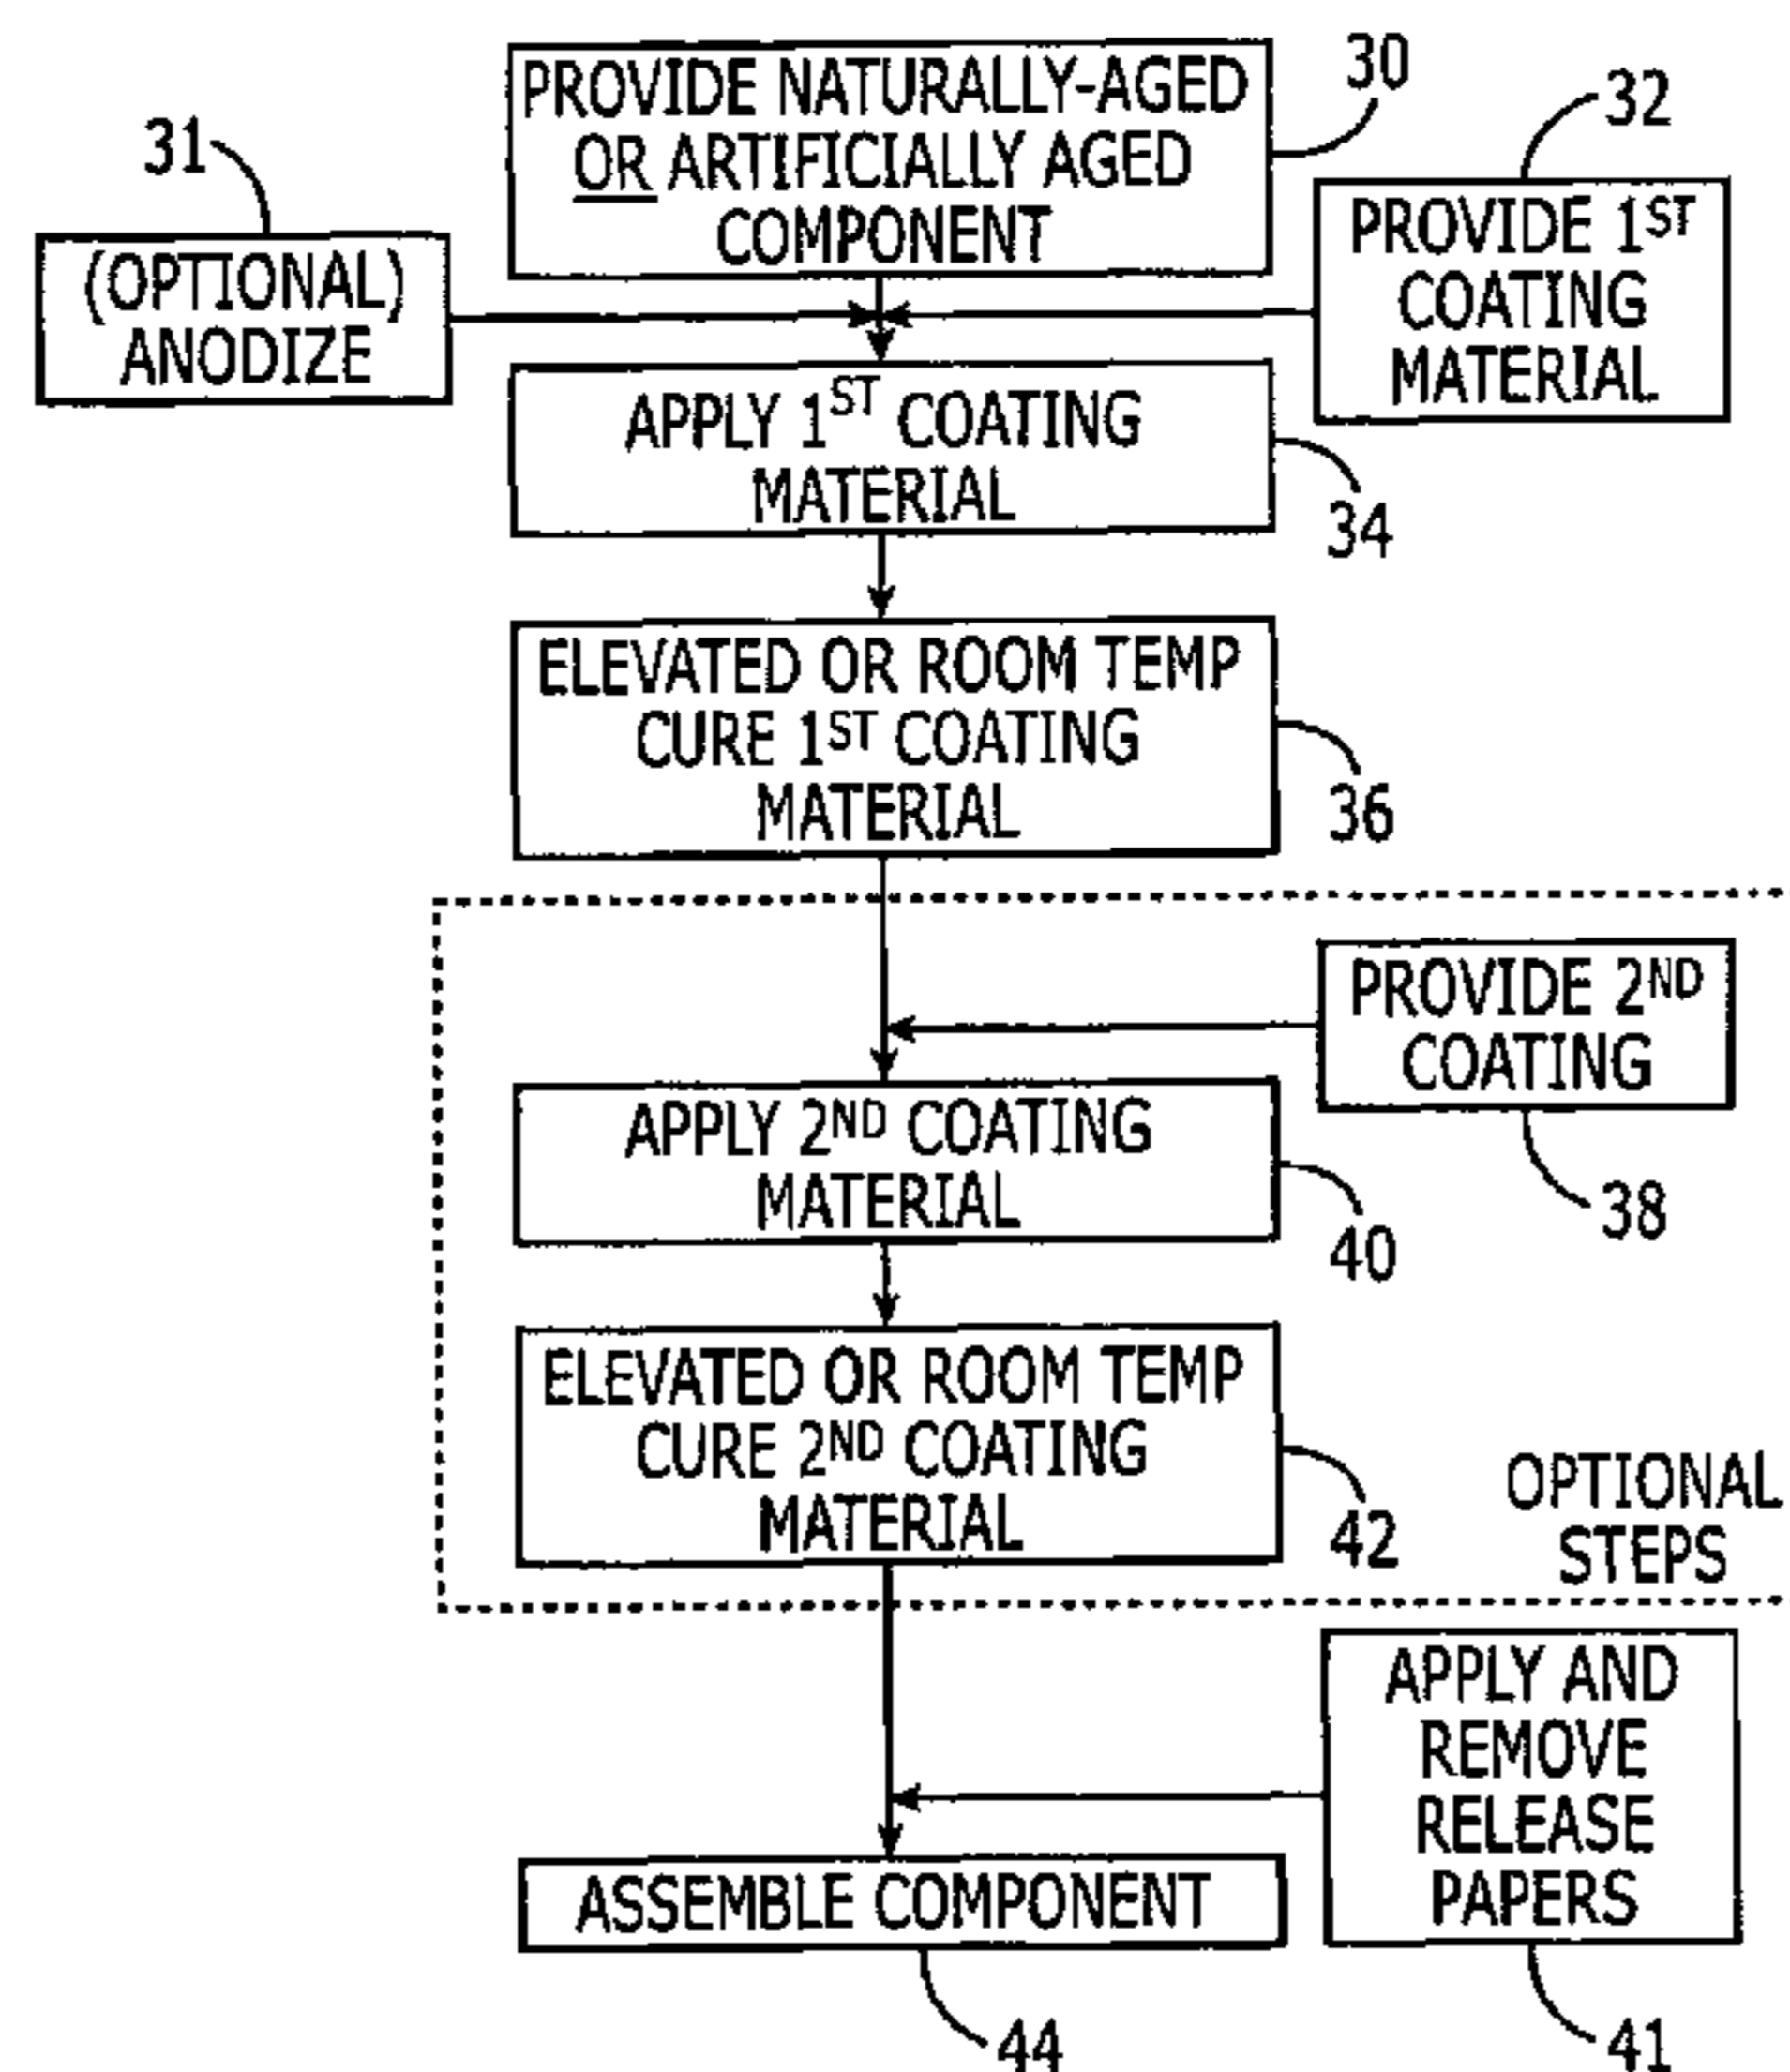 PROVIDE NATURALLY-AGED
OR ARTIFICIALLY AGED
COMPONENT
30
31
(OPTIONAL)
ANODIZE
32
PROVIDE 1ST
COATING
MATERIAL
APPLY 1ST COATING
MATERIAL
34
ELEVATED OR ROOM TEMP
CURE 1ST COATING
MATERIAL
36
PROVIDE 2ND
COATING
38
APPLY 2ND COATING
MATERIAL
40
ELEVATED OR ROOM TEMP
CURE 2ND COATING
MATERIAL
42
OPTIONAL
STEPS
APPLY AND
REMOVE
RELEASE
PAPERS
41
ASSEMBLE COMPONENT
44